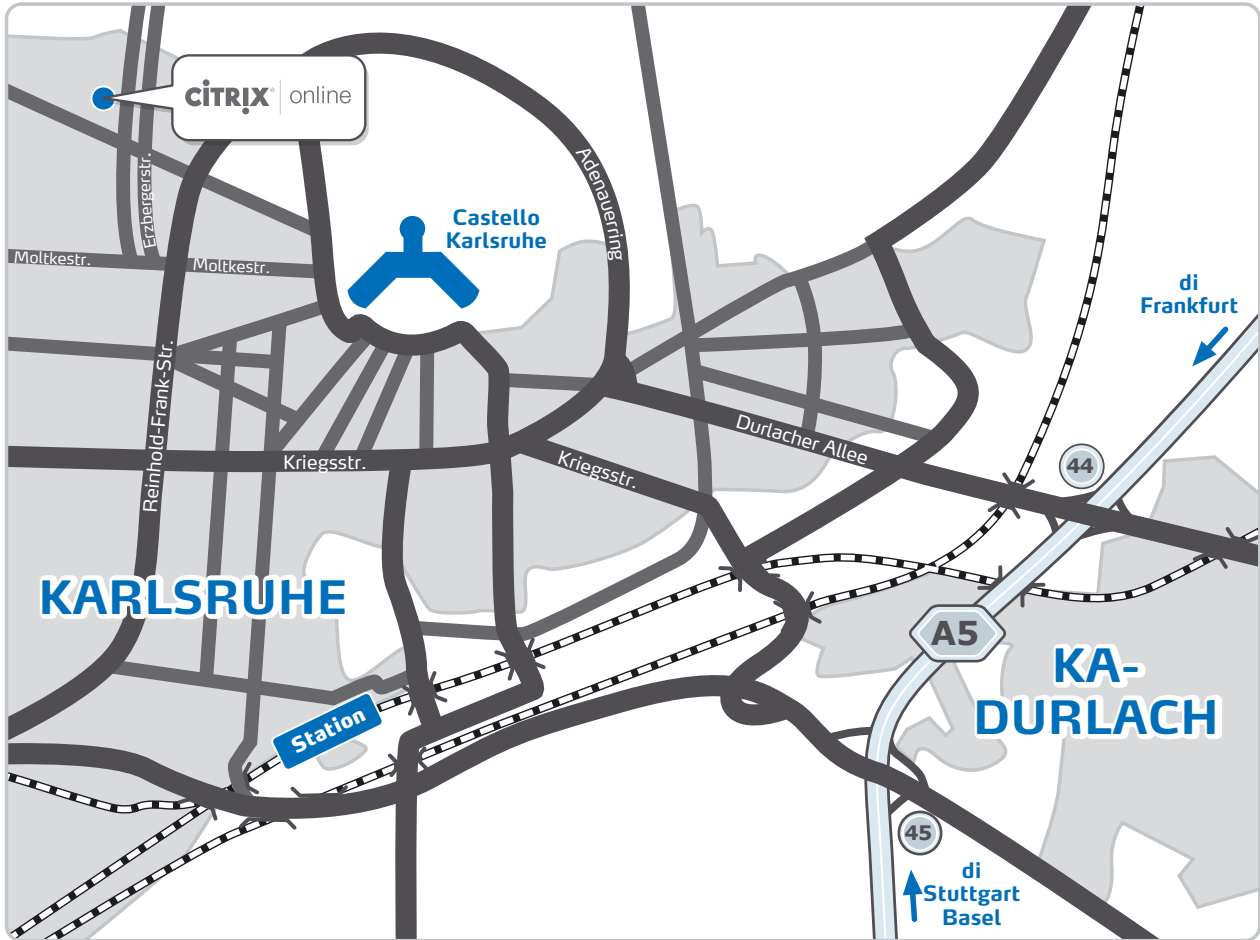 CITRIX® | online
Erzbergerstr.
Adenauerring
Castello
Karlsruhe
Moltkestr.
Moltkestr.
di
Frankfurt
Reinhold-Frank-Str.
Durlacher Allee
Kriegsstr.
Kriegsstr.
44
KARLSRUHE
A5
KA-
DURLACH
Station
45
di
Stuttgart
Basel